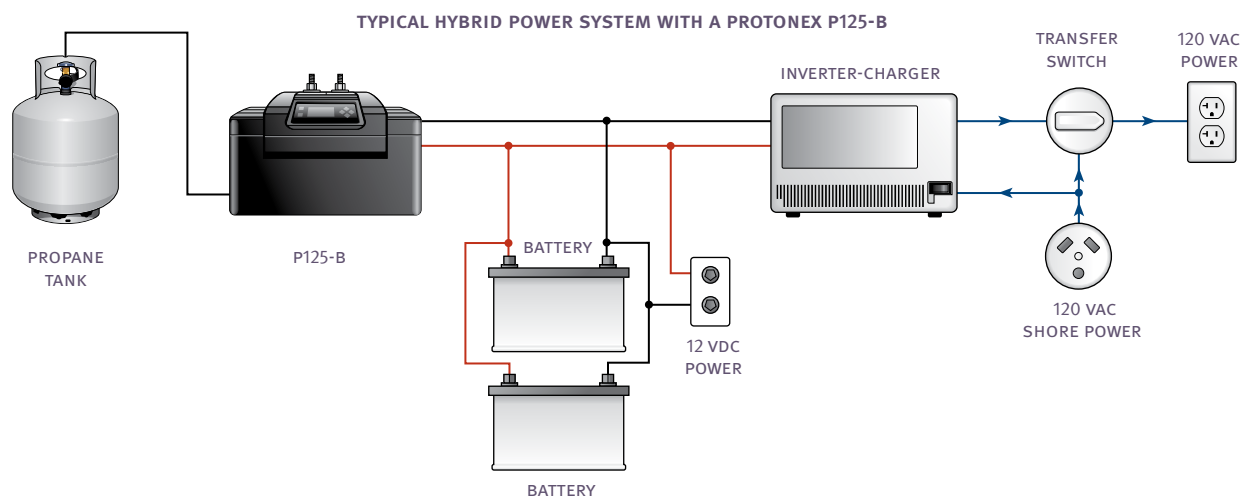 TYPICAL HYBRID POWER SYSTEM WITH A PROTONEX P125-B
PROPANE
TANK
P125-B
BATTERY
BATTERY
12 VDC
POWER
INVERTER-CHARGER
TRANSFER
SWITCH
120 VAC
POWER
120 VAC
SHORE POWER